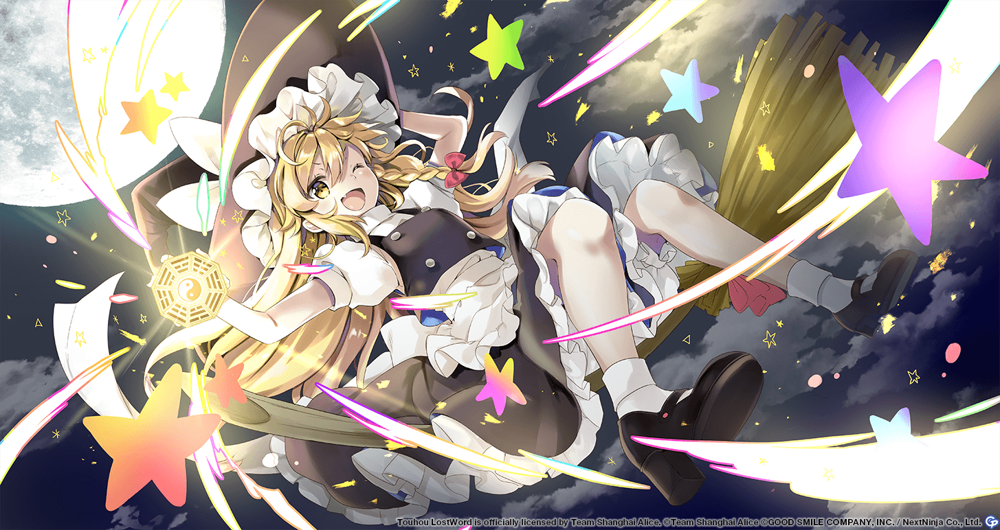 Touhou LostWord is officially licensed by Team Shanghai Alice. ©Team Shanghai Alice ©GOOD SMILE COMPANY, INC. / NextNinja Co., Ltd.